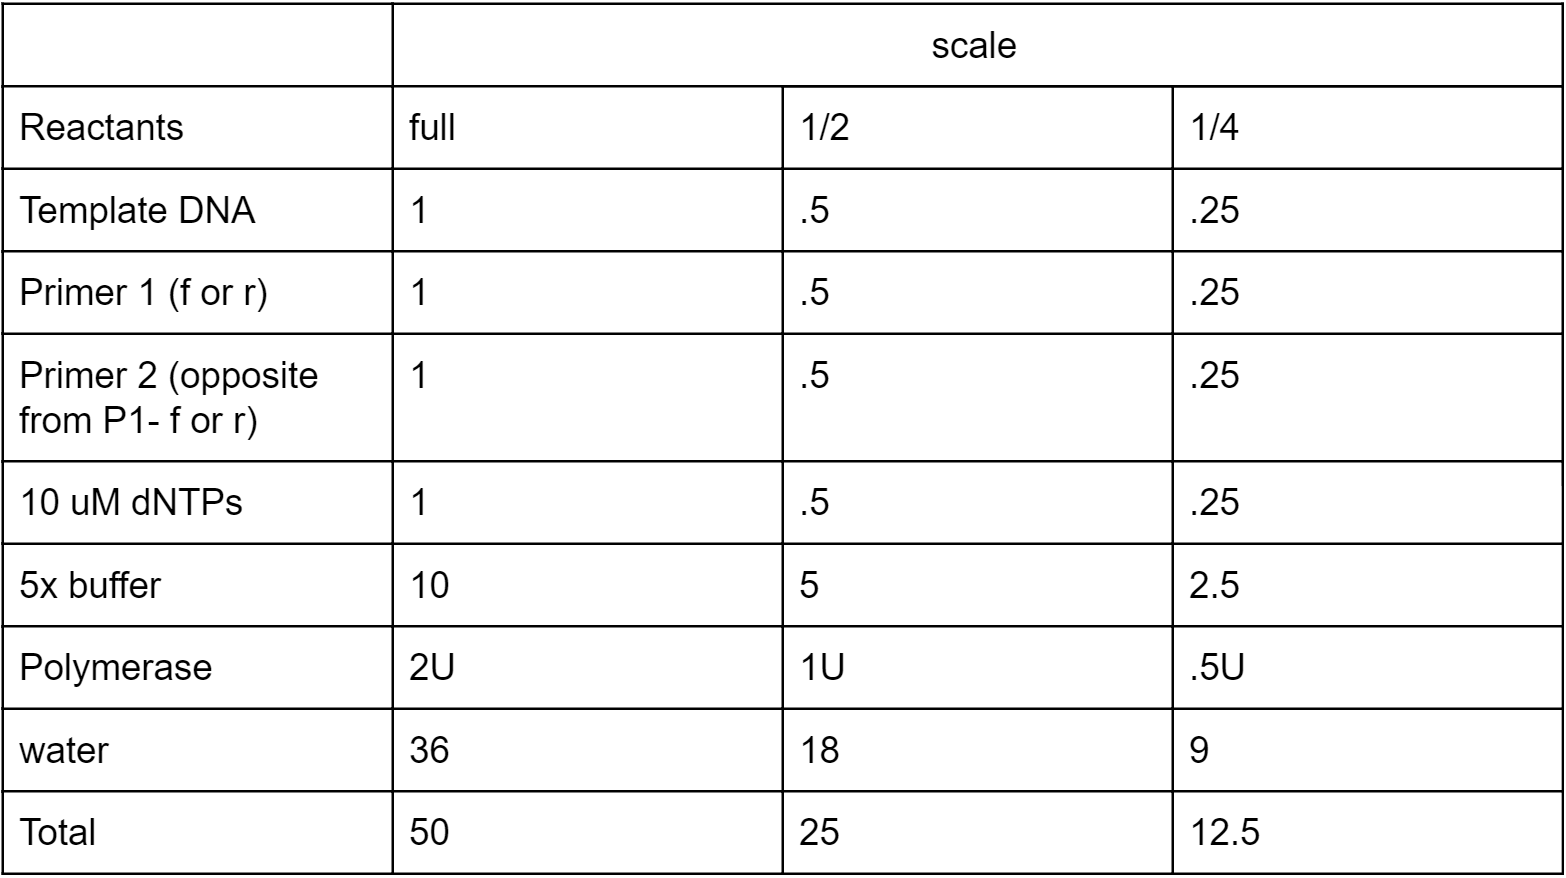 scale
Reactants full 1/2 1/4
Template DNA 1 .5 .25
Primer 1 (f or r) 1 .5 .25
Primer 2 (opposite 1 .5 .25
from P1- f or r)
10 uM dNTPs 1 .5 .25
5x buffer 10 5 2.5
Polymerase 2U 1U .5U
water 36 18 9
Total 50 25 12.5